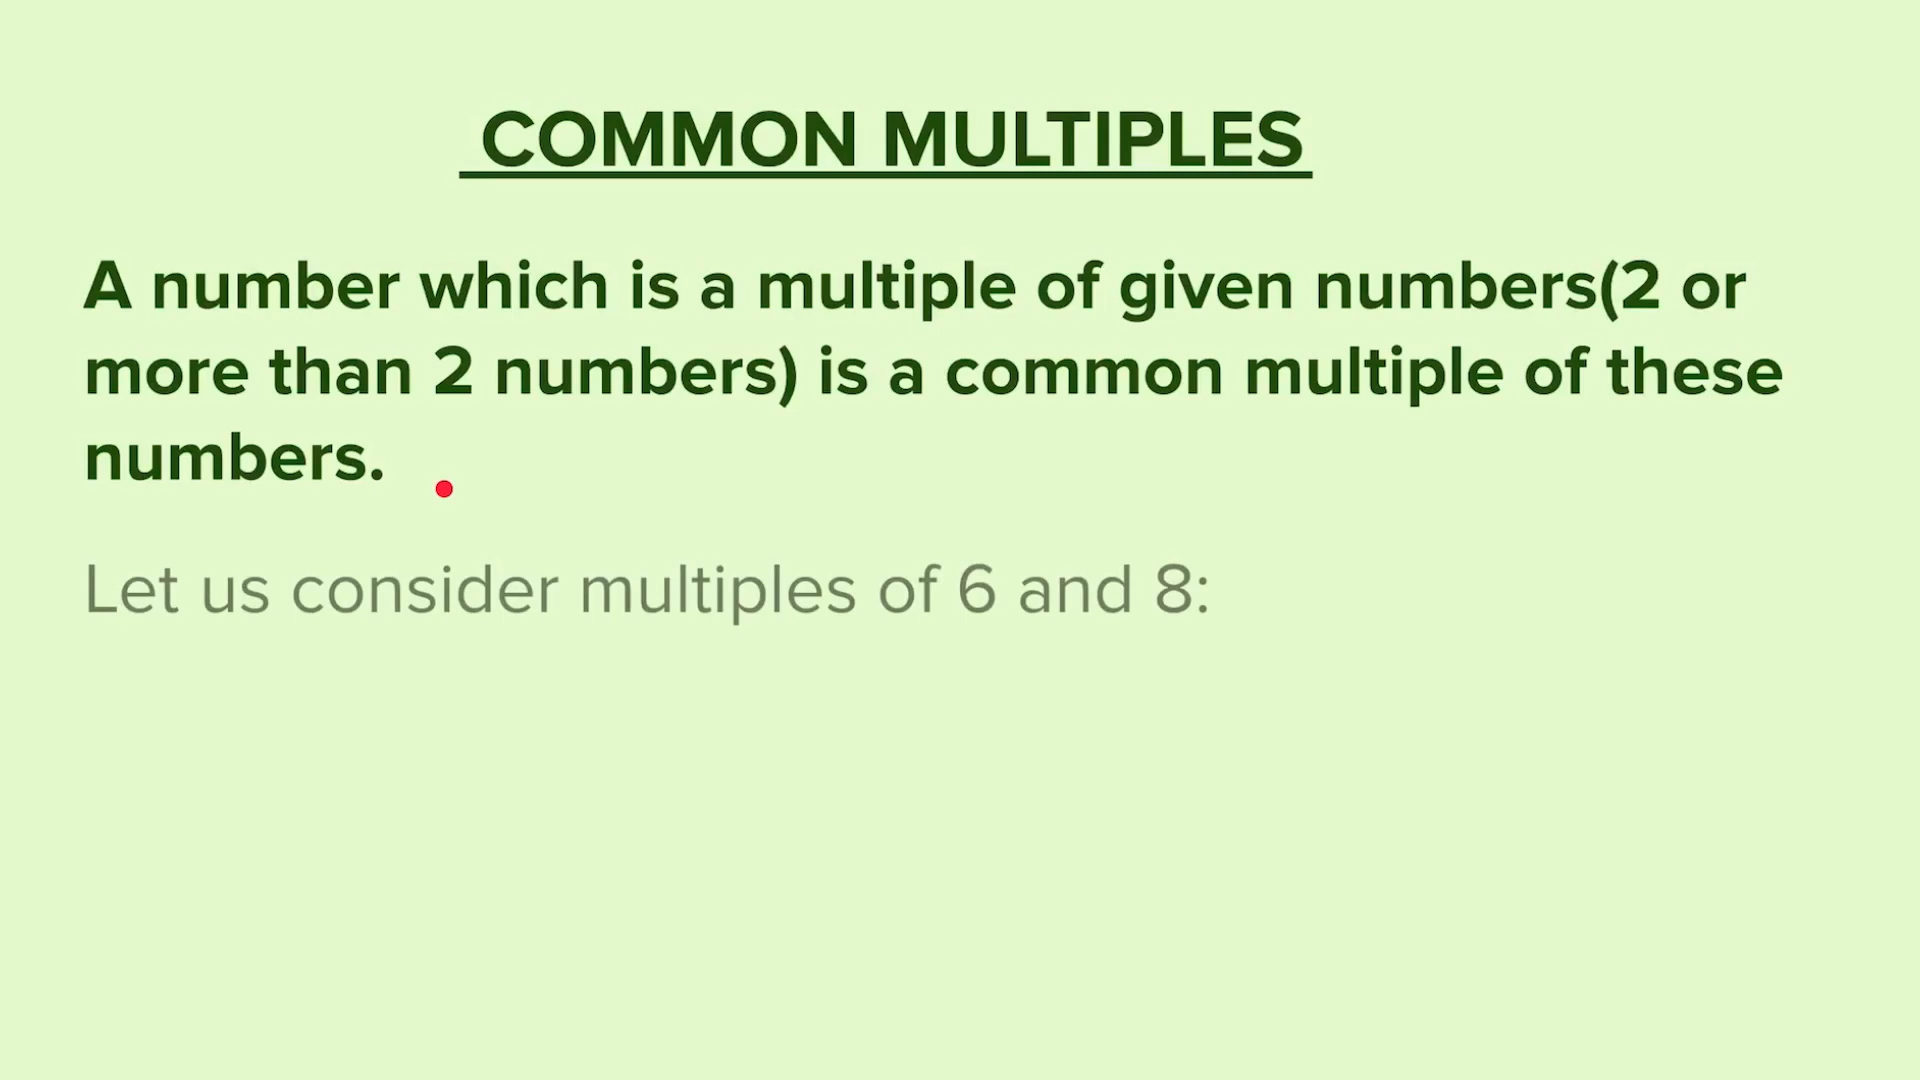 COMMON MULTIPLES
A number which is a multiple of given numbers(2 or
more than 2 numbers) is a common multiple of these
numbers.
Let us consider multiples of 6 and 8: